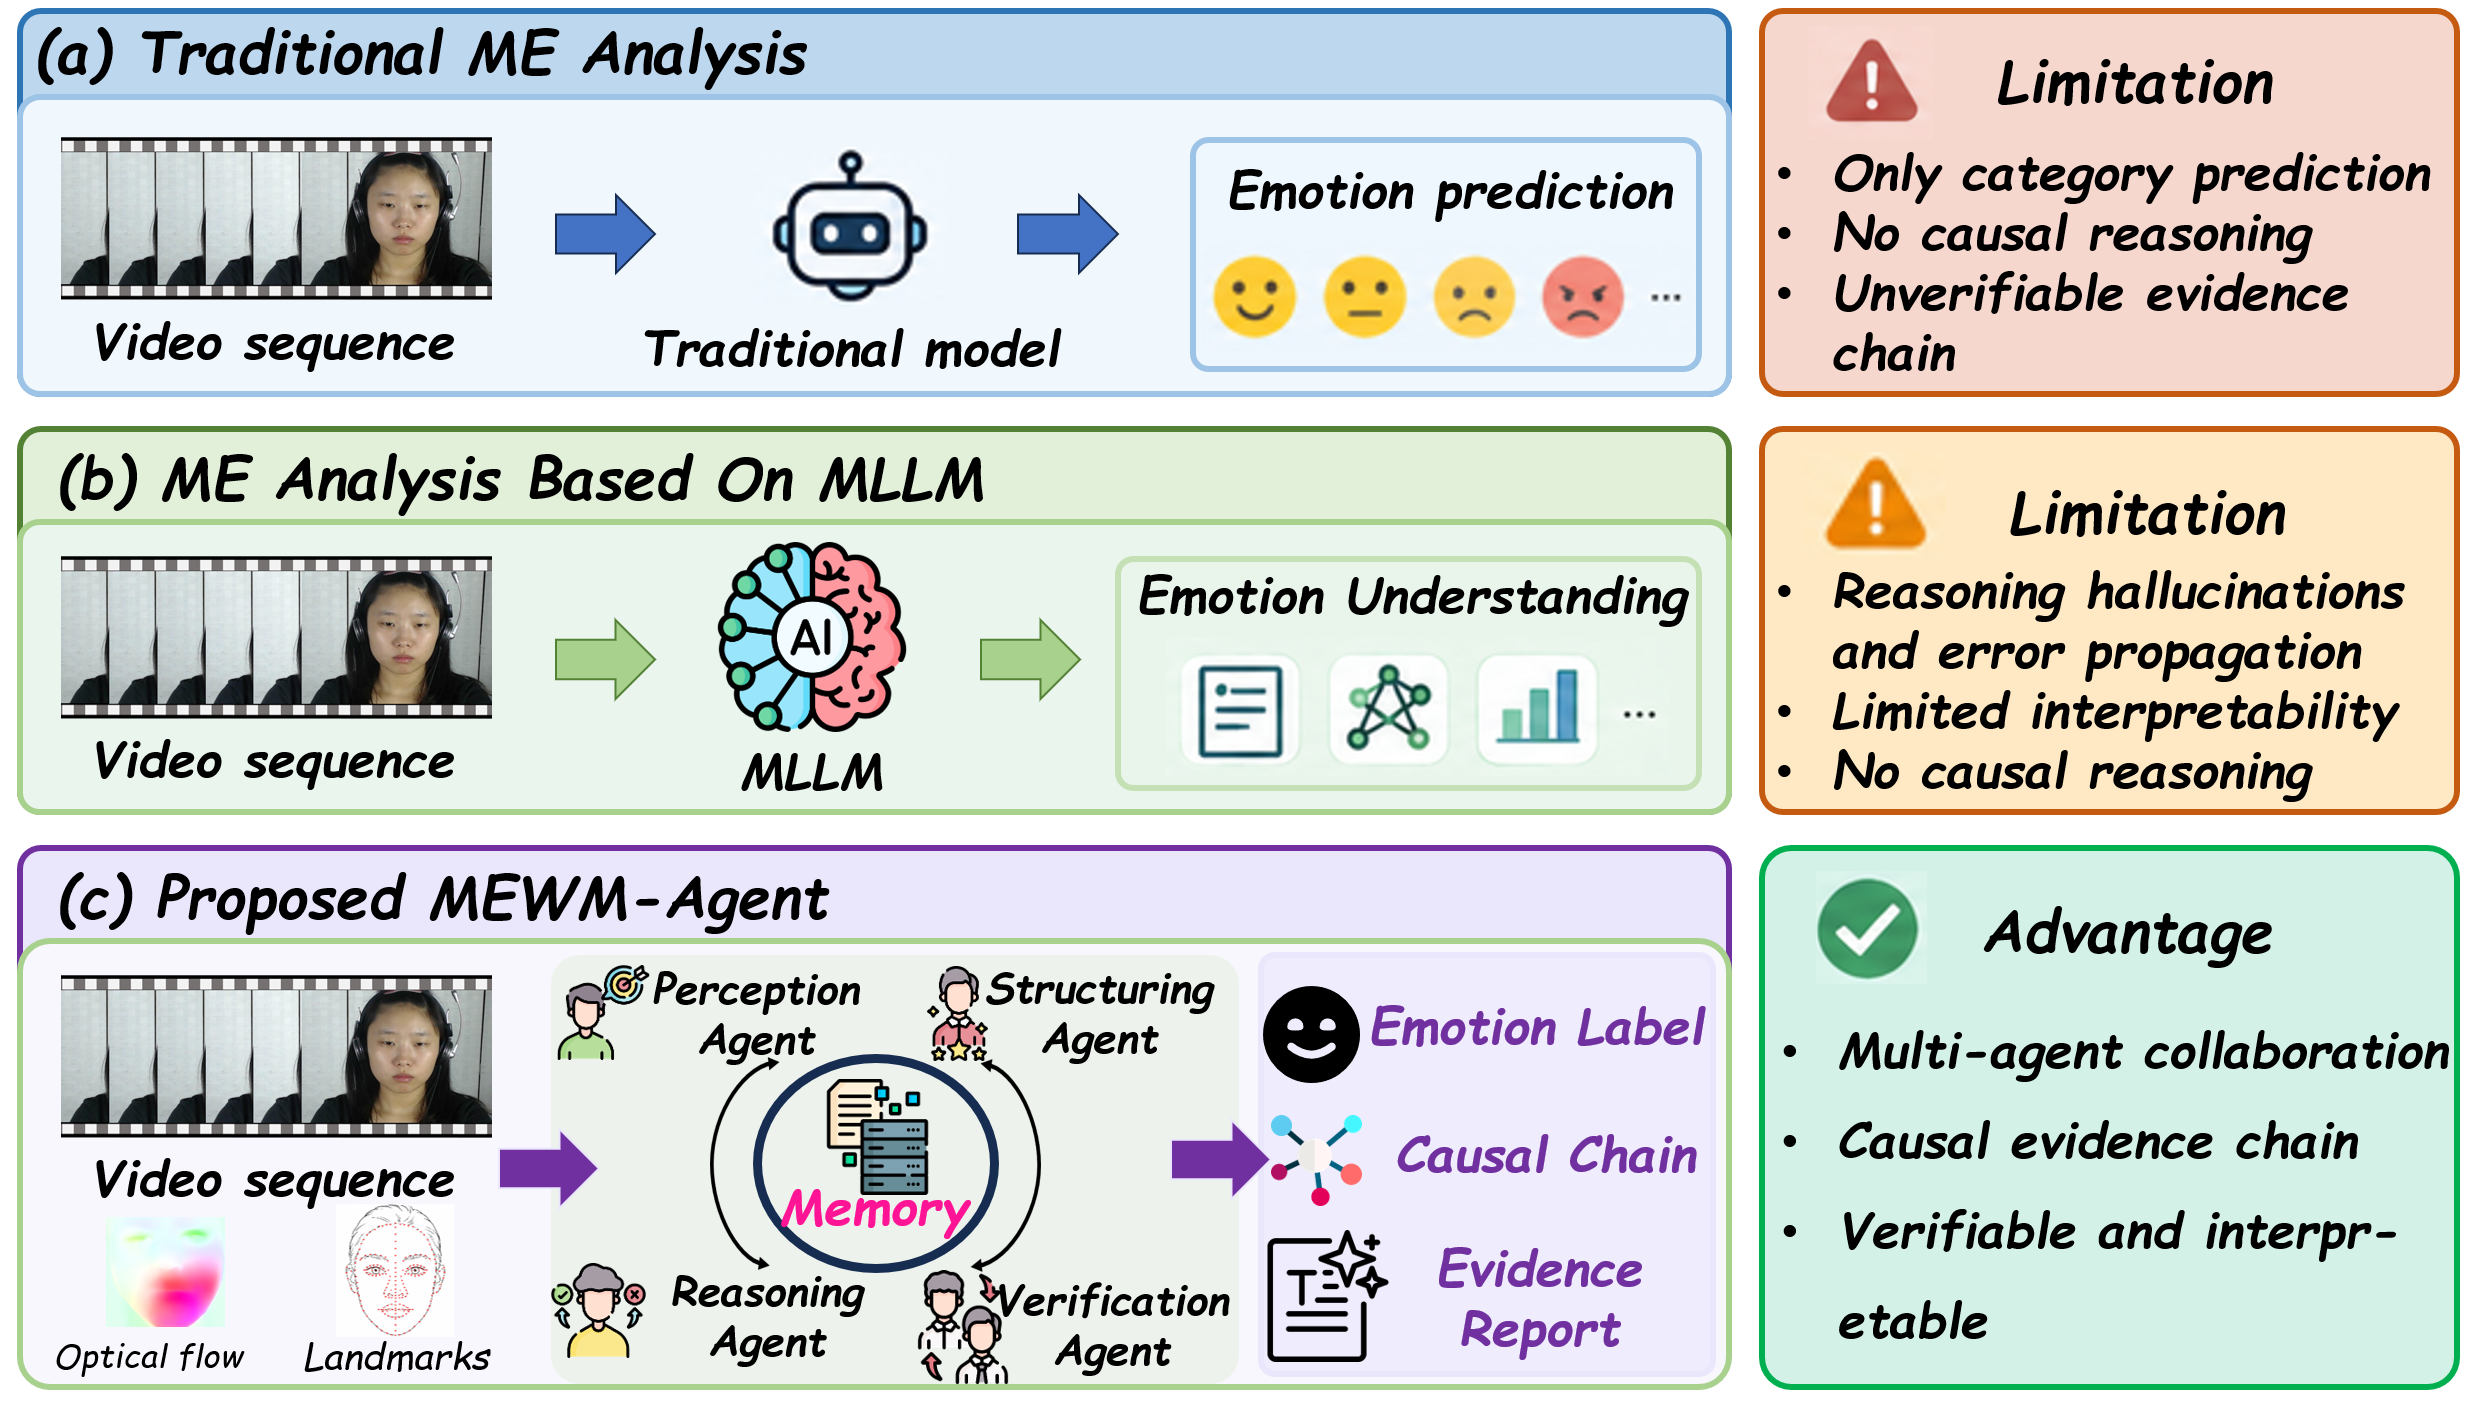 (a) Traditional ME Analysis
Video sequence
Traditional model
Emotion prediction
...
Limitation
• Only category prediction
• No causal reasoning
• Unverifiable evidence
chain
(b) ME Analysis Based On MLLM
Video sequence
AI
MLLM
Emotion Understanding
...
Limitation
• Reasoning hallucinations
and error propagation
• Limited interpretability
• No causal reasoning
(c) Proposed MEWM-Agent
Video sequence
Optical flow
Landmarks
Perception
Agent
Structuring
Agent
Memory
Reasoning
Agent
Verification
Agent
Emotion Label
Causal Chain
T
Evidence
Report
Advantage
• Multi-agent collaboration
• Causal evidence chain
• Verifiable and interpr-
etable